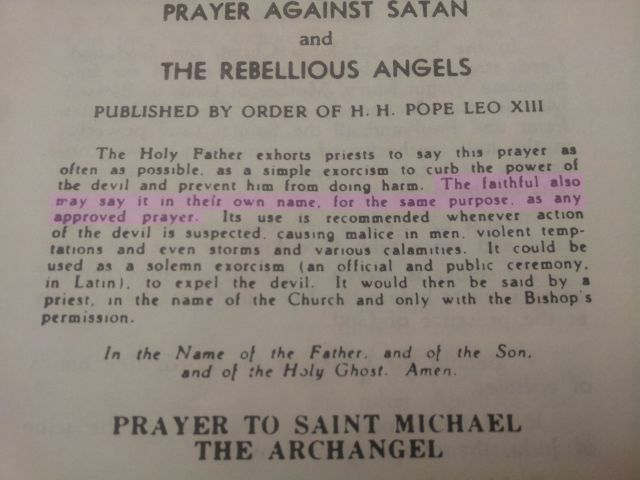 PRAYER AGAINST SATAN
and
THE REBELLIOUS ANGELS
PUBLISHED BY ORDER OF H. H. POPE LEO XIII
The Holy Father exhorts priests to say this prayer as
often as possible, as a simple exorcism to curb the power of
the devil and prevent him from doing harm. The faithful also
may say it in their own name, for the same purpose, as any
approved prayer. Its use is recommended whenever action
of the devil is suspected, causing malice in men, violent temp-
tations and even storms and various calamities. It could be
used as a solemn exorcism (an official and public ceremony,
in Latin), to expel the devil. It would then be said by a
priest, in the name of the Church and only with the Bishop's
permission.
In the Name of the Father, and of the Son,
and of the Holy Ghost. Amen.
PRAYER TO SAINT MICHAEL
THE ARCHANGEL